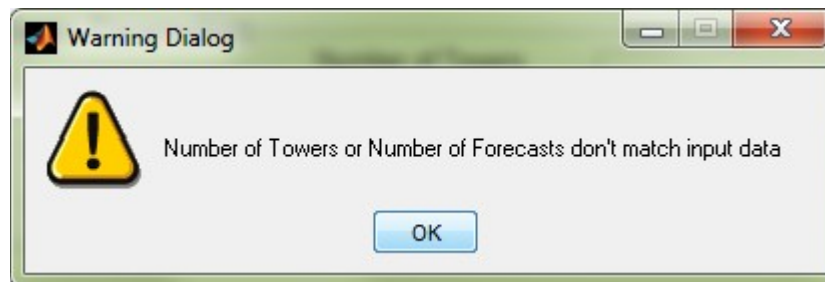 Warning Dialog
Number of Towers or Number of Forecasts don't match input data
OK